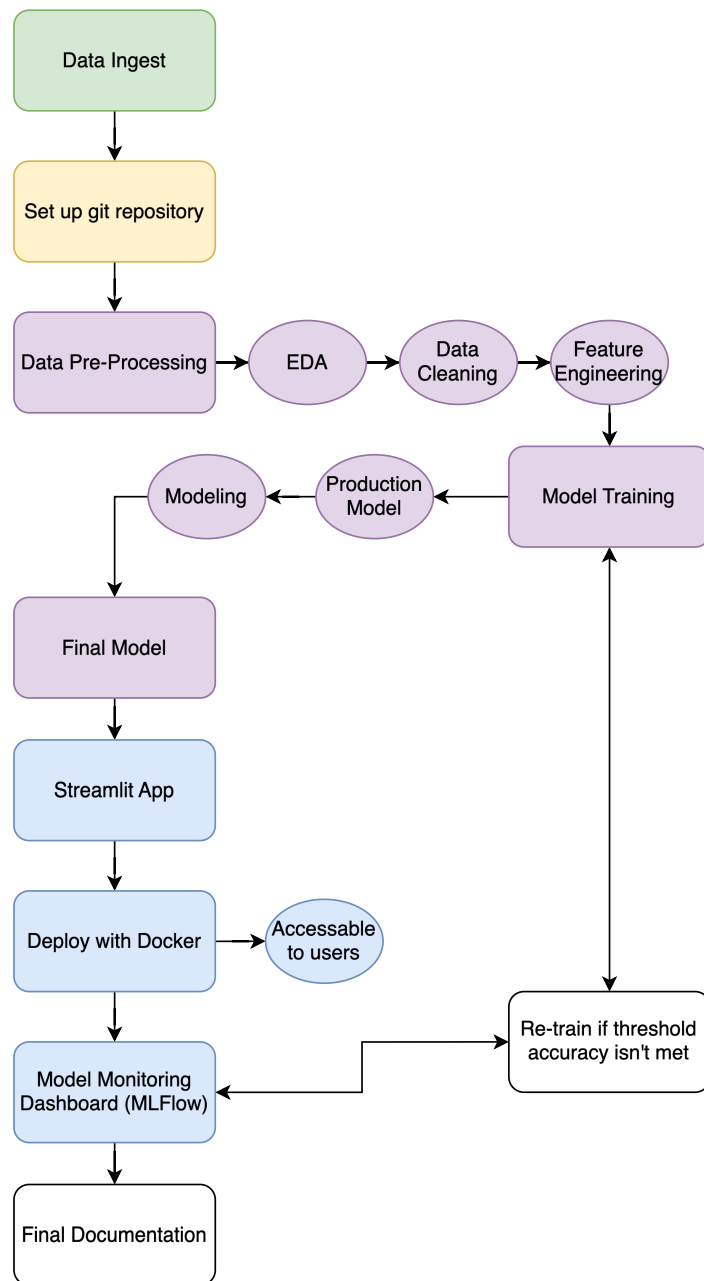 Data Ingest
Set up git repository
Data Pre-Processing
EDA
Data
Cleaning
Feature
Engineering
Model Training
Production
Model
Modeling
Final Model
Streamlit App
Deploy with Docker
Accessable
to users
Re-train if threshold
accuracy isn't met
Model Monitoring
Dashboard (MLFlow)
Final Documentation